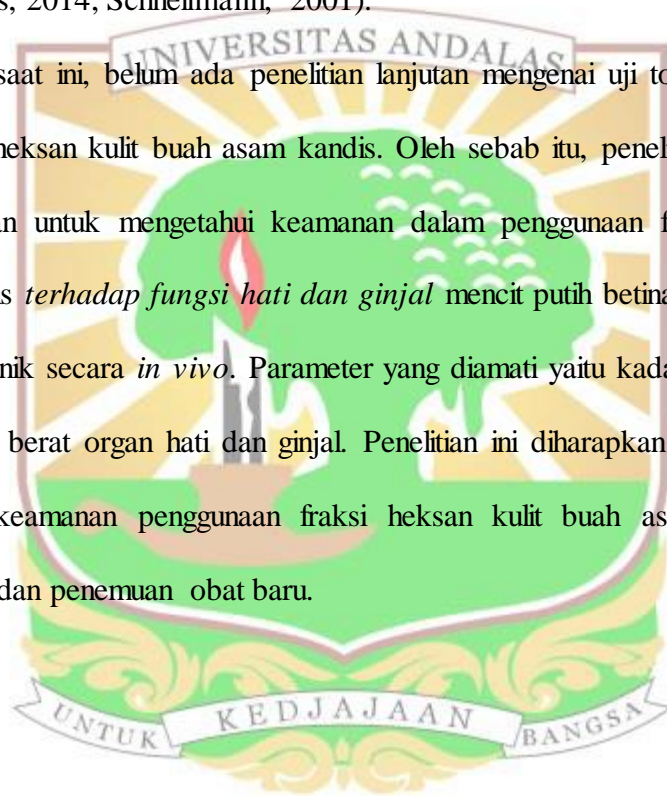 s, 2014; Schnellmann, 2001).
UNIVERSITAS ANDALAS
saat ini, belum ada penelitian lanjutan mengenai uji to
heksan kulit buah asam kandis. Oleh sebab itu, penel
an untuk mengetahui keamanan dalam penggunaan f
s terhadap fungsi hati dan ginjal mencit putih betina
nik secara in vivo. Parameter yang diamati yaitu kada
berat organ hati dan ginjal. Penelitian ini diharapkan
keamanan penggunaan fraksi heksan kulit buah as
dan penemuan obat baru.
UNTUK KEDJAJAAN BANGSA